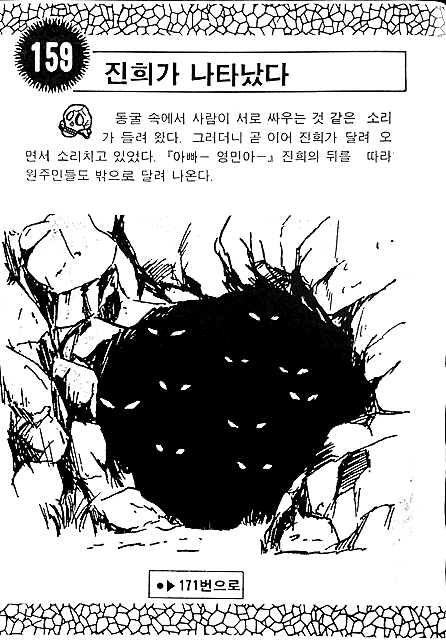 159
진희가 나타났다
동굴 속에서 사람이 서로 싸우는 것 같은 소리
가 들려 왔다. 그러더니 곧 이어 진희가 달려 오
면서 소리치고 있었다. 『아빠— 영민아—』 진희의 뒤를 따라
원주민들도 밖으로 달려 나온다.
●▶171번으로